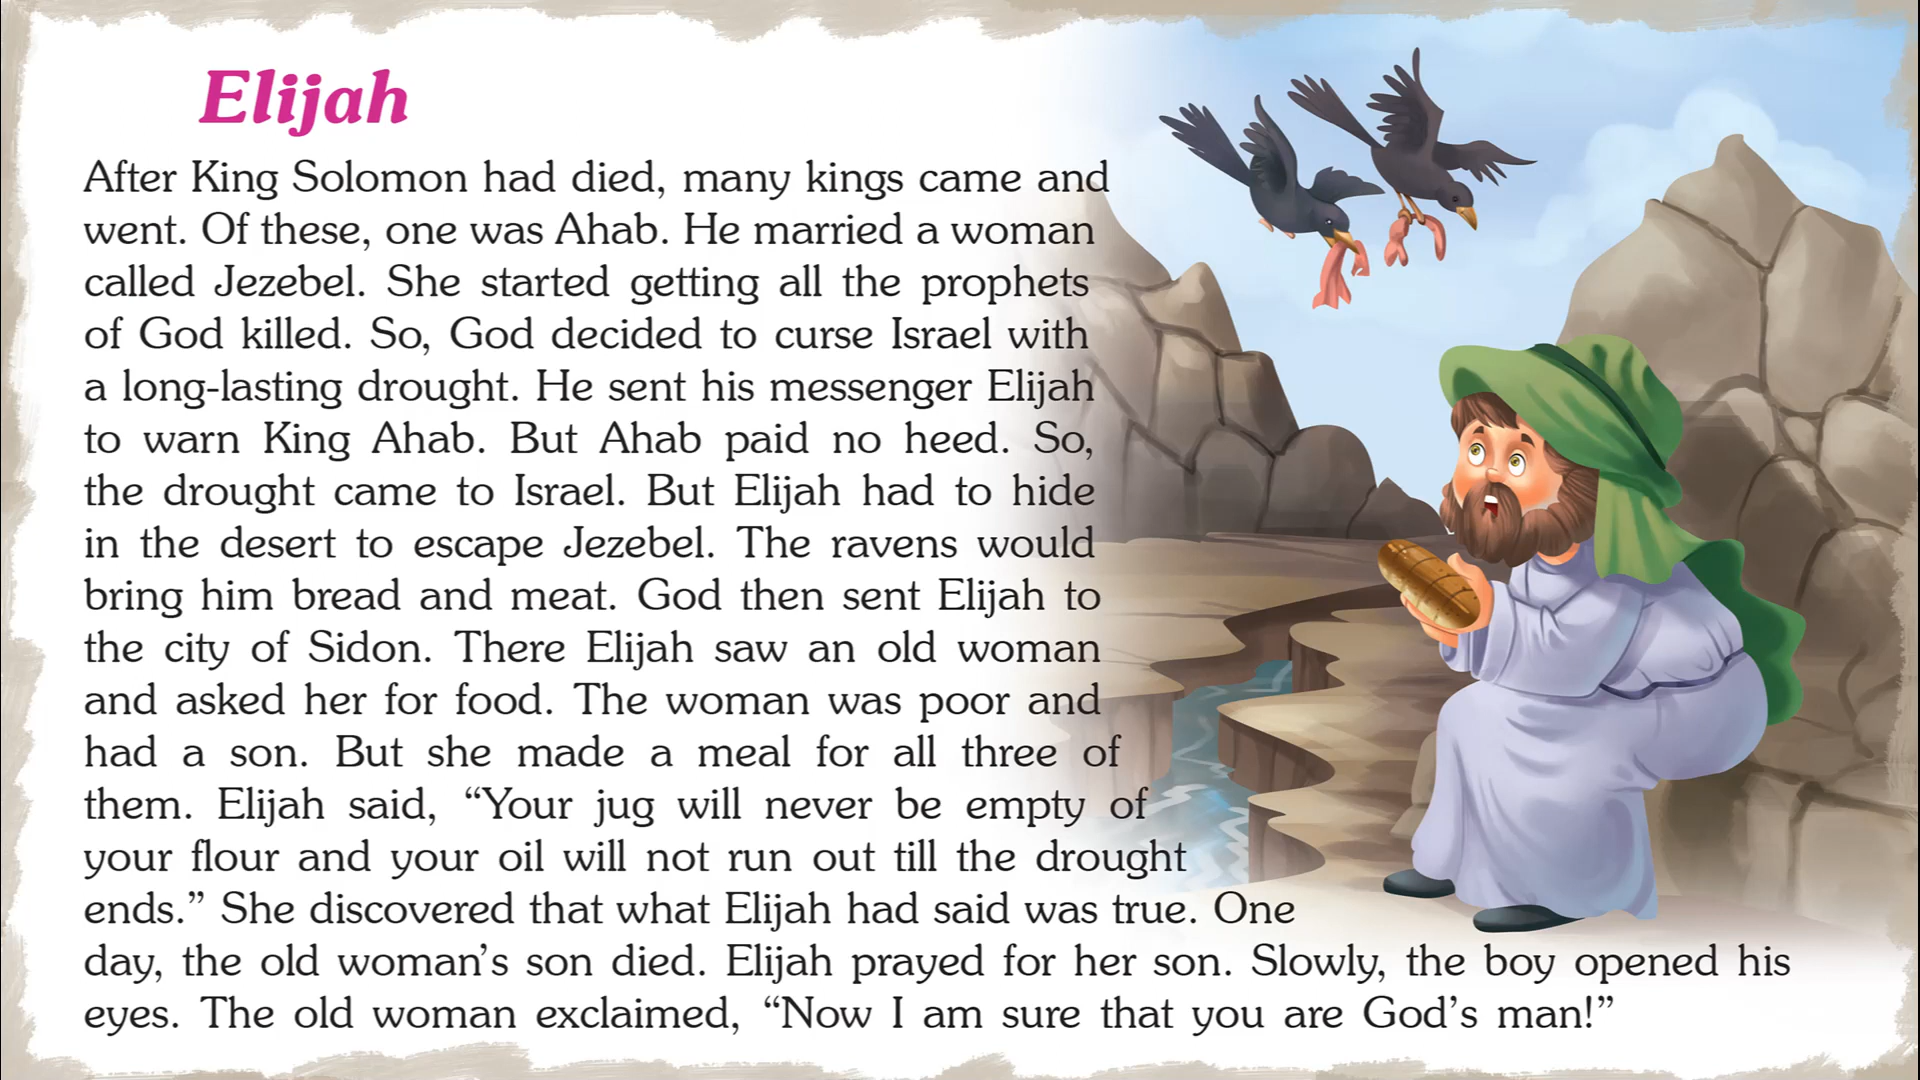 Elijah
After King Solomon had died, many kings came and
went. Of these, one was Ahab. He married a woman
called Jezebel. She started getting all the prophets
of God killed. So, God decided to curse Israel with
a long-lasting drought. He sent his messenger Elijah
to warn King Ahab. But Ahab paid no heed. So,
the drought came to Israel. But Elijah had to hide
in the desert to escape Jezebel. The ravens would
bring him bread and meat. God then sent Elijah to
the city of Sidon. There Elijah saw an old woman
and asked her for food. The woman was poor and
had a son. But she made a meal for all three of
them. Elijah said, “Your jug will never be empty of
your flour and your oil will not run out till the drought
ends.” She discovered that what Elijah had said was true. One
day, the old woman’s son died. Elijah prayed for her son. Slowly, the boy opened his
eyes. The old woman exclaimed, “Now I am sure that you are God’s man!”